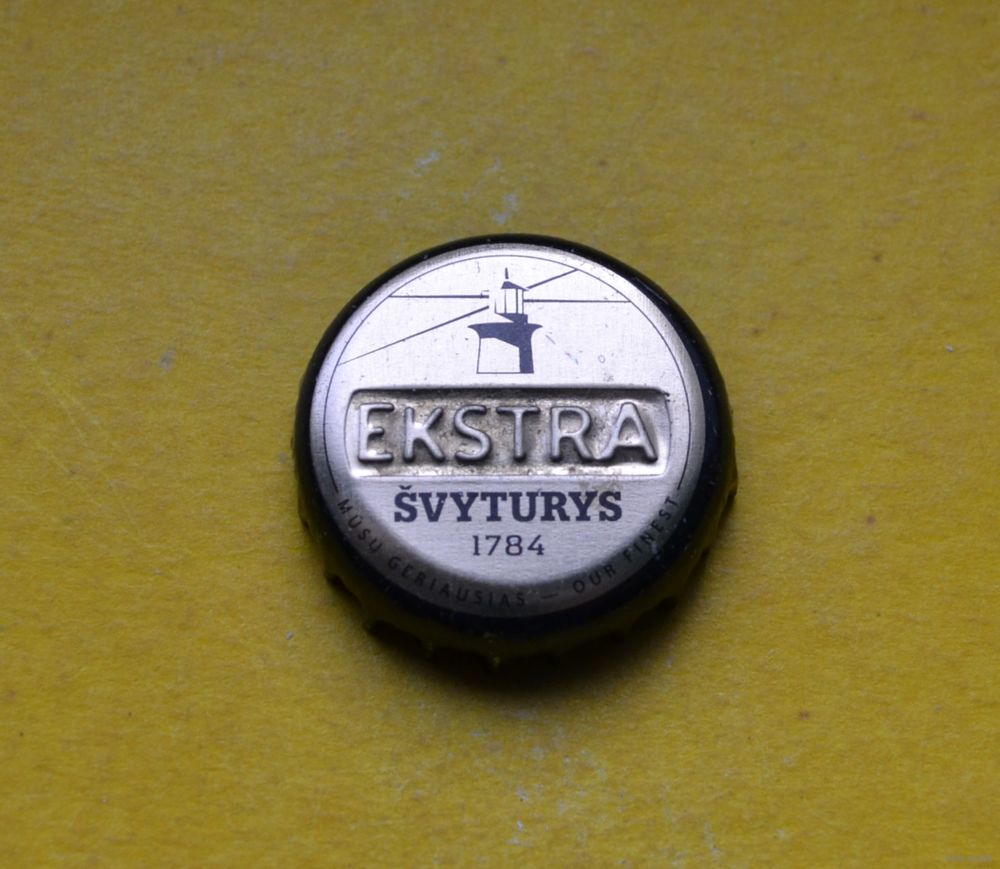 EKSTRA
ŠVYTURYS
1784
MŪSŲ GERIAUSIAS — OUR FINEST